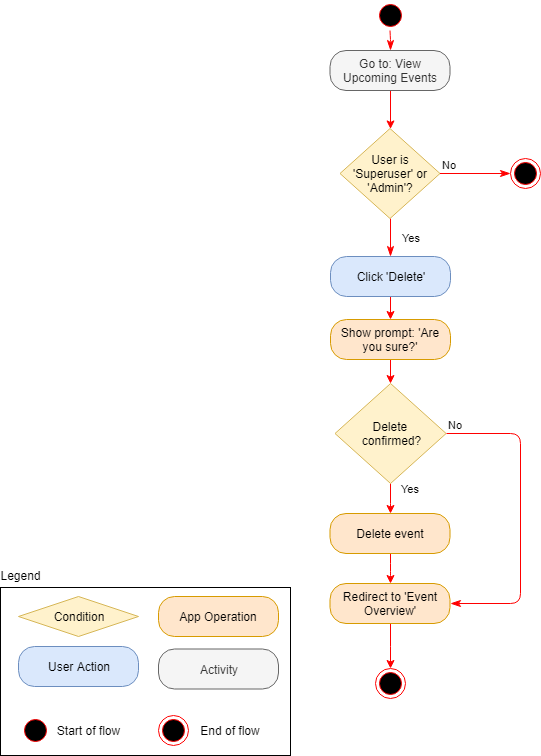 Go to: View
Upcoming Events
User is
'Superuser' or
'Admin'?
No
Yes
Click 'Delete'
Show prompt: 'Are
you sure?'
Delete
confirmed?
No
Yes
Delete event
Redirect to 'Event
Overview'
Legend
Condition
App Operation
User Action
Activity
Start of flow
End of flow